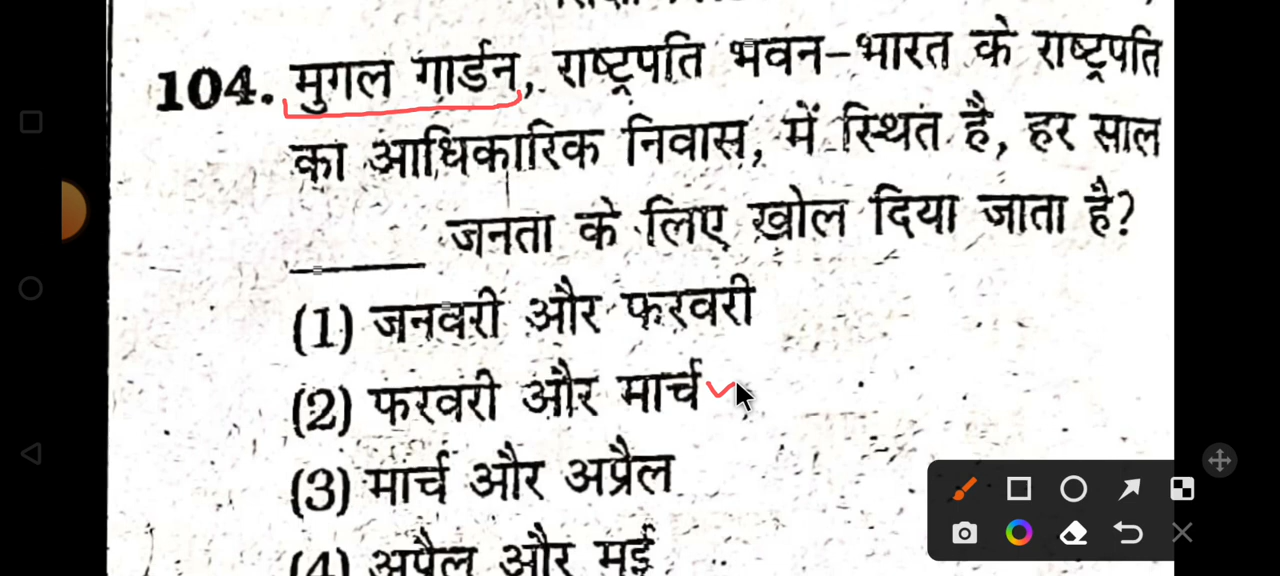 104. मुगल गार्डन, राष्ट्रपति भवन-भारत के राष्ट्रपति
का आधिकारिक निवास, में स्थित है, हर साल
_____ जनता के लिए खोल दिया जाता है?
(1) जनवरी और फरवरी
(2) फरवरी और मार्च
(3) मार्च और अप्रैल
(4) अप्रैल और मई